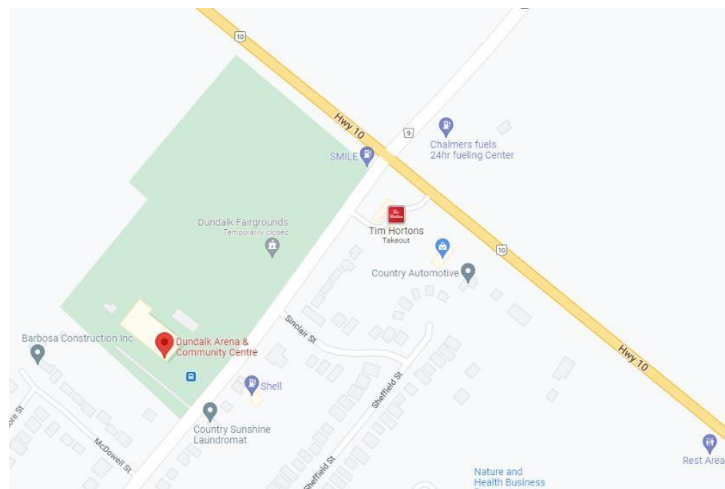 10
Hwy 10
9
Chalmers fuels
24hr fueling Center
SMILE
Dundalk Fairgrounds
Temporarily closed
Tim Hortons
Takeout
10
Country Automotive
Sinclair St
Barbosa Construction Inc
Dundalk Arena &
Community Centre
Hwy 10
Shell
Sheffield St
Country Sunshine
Laundromat
ore St
McDowell St
Sheffield St
Rest Area
Nature and
Health Business